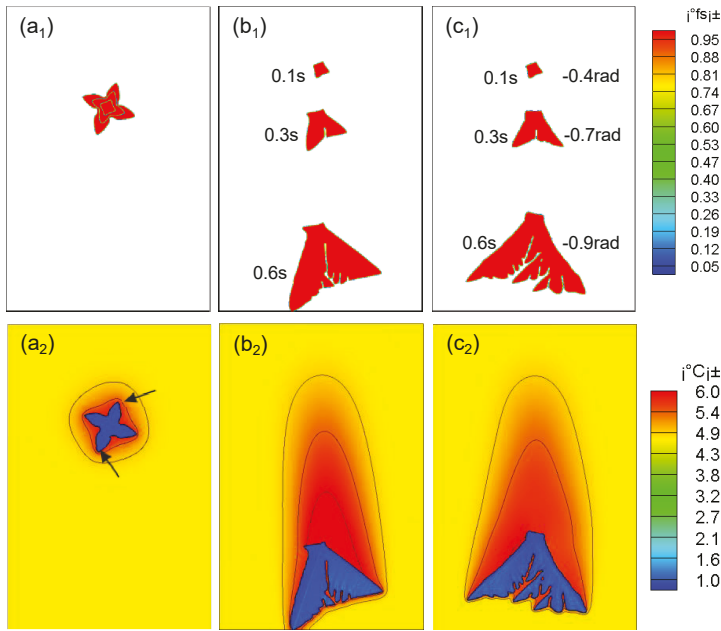 (a₁)
(b₁)
0.1s
0.3s
0.6s
(c₁)
0.1s -0.4rad
0.3s -0.7rad
0.6s -0.9rad
¡°fs¡±
0.95
0.88
0.81
0.74
0.67
0.60
0.53
0.47
0.40
0.33
0.26
0.19
0.12
0.05
(a₂)
(b₂)
(c₂)
¡°C¡±
6.0
5.4
4.9
4.3
3.8
3.2
2.7
2.1
1.6
1.0